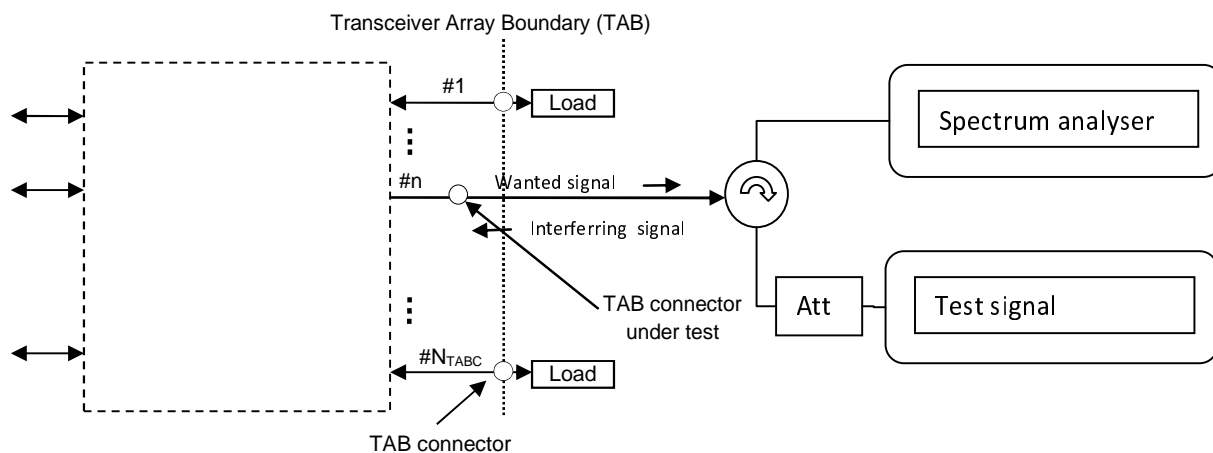 Transceiver Array Boundary (TAB)
#1
Load
Spectrum analyser
#n
Wanted signal
Interferring signal
TAB connector
under test
Att
Test signal
#NTABC
Load
TAB connector